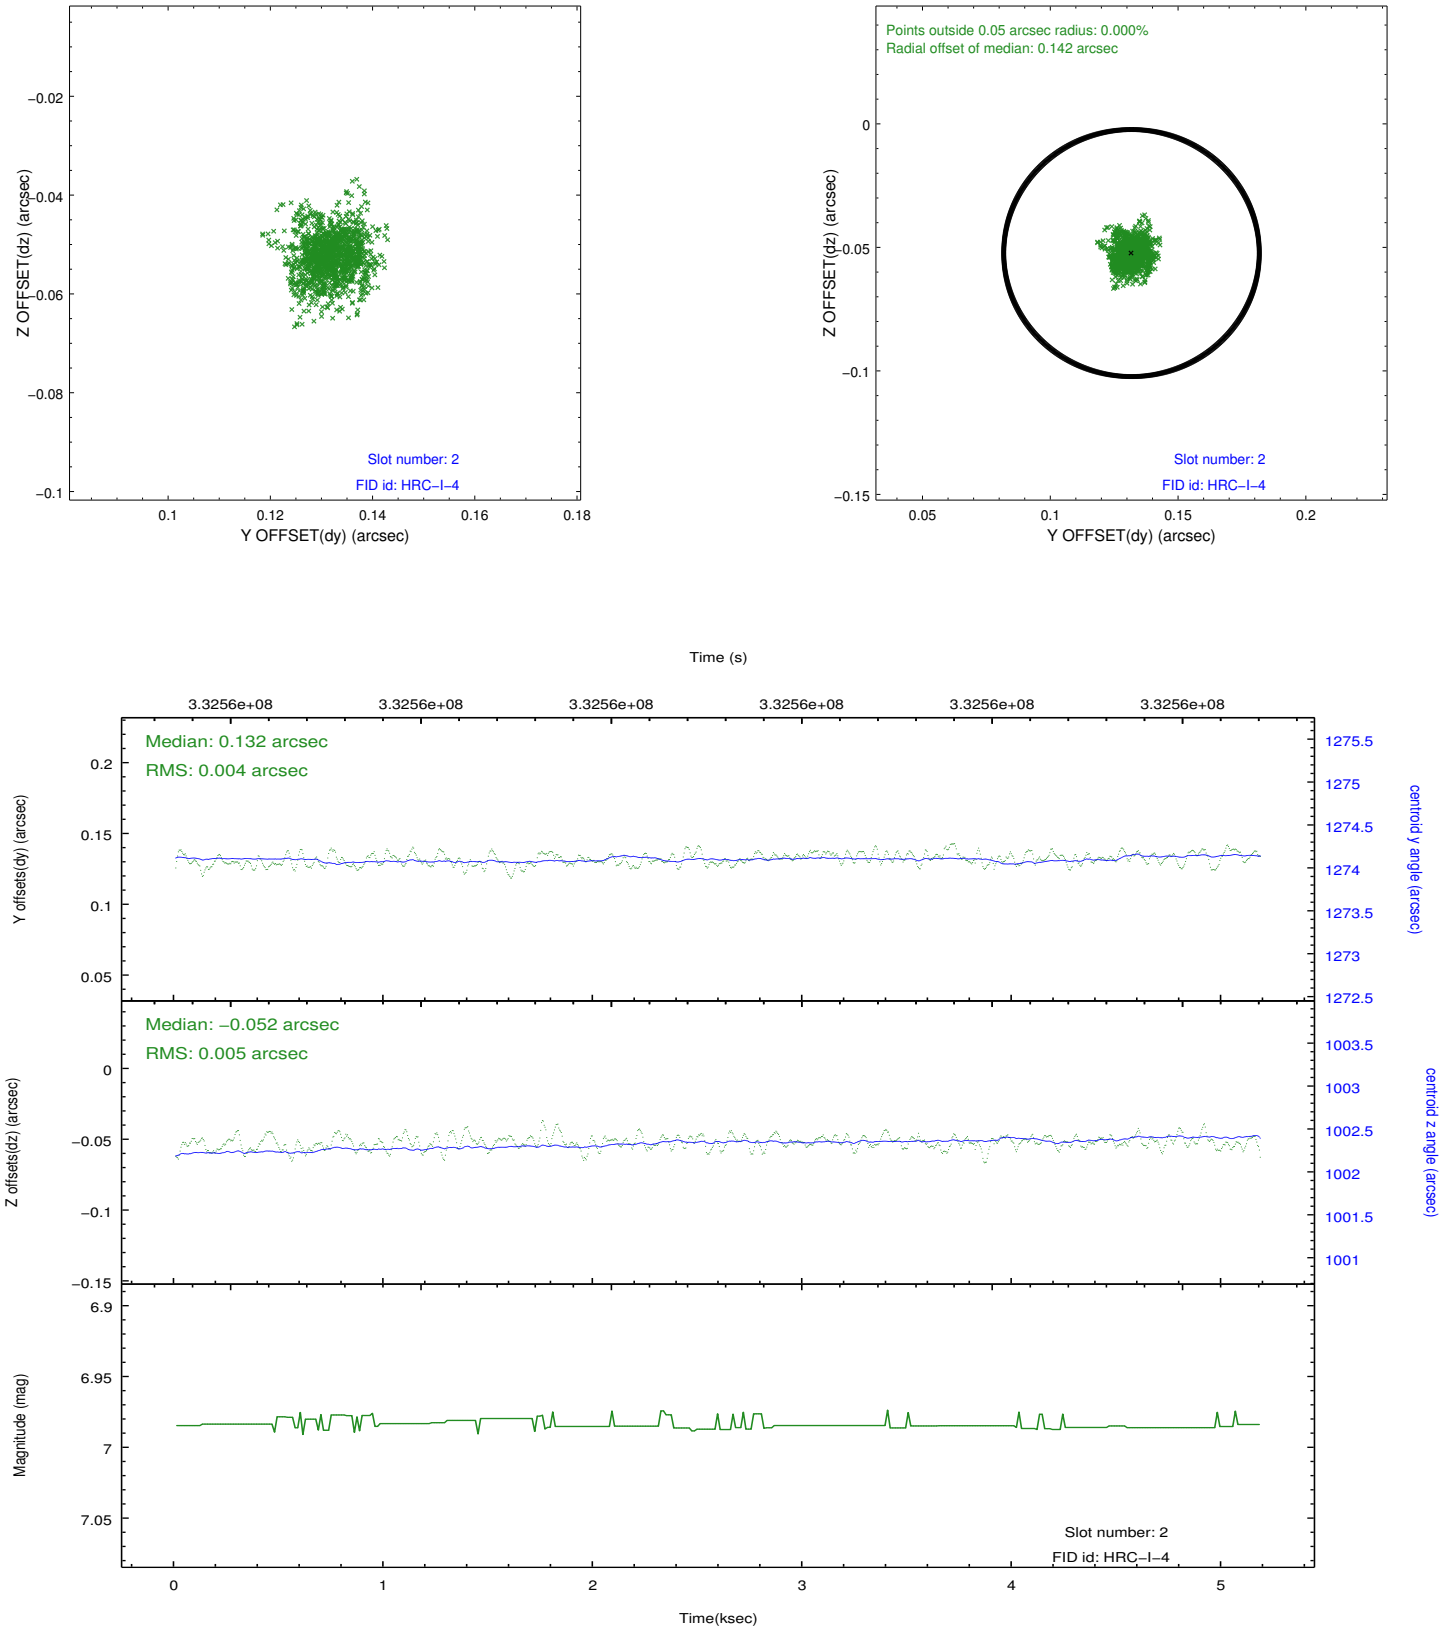 −0.02
−0.04
−0.06
−0.08
−0.1
Z OFFSET(dz) (arcsec)
Slot number: 2
FID id: HRC−I−4
0.1
0.12
0.14
0.16
0.18
Y OFFSET(dy) (arcsec)
Points outside 0.05 arcsec radius: 0.000%
Radial offset of median: 0.142 arcsec
0
−0.05
−0.1
−0.15
Z OFFSET(dz) (arcsec)
Slot number: 2
FID id: HRC−I−4
0.05
0.1
0.15
0.2
Y OFFSET(dy) (arcsec)
Time (s)
3.3256e+08
3.3256e+08
3.3256e+08
3.3256e+08
3.3256e+08
3.3256e+08
Median: 0.132 arcsec
RMS: 0.004 arcsec
0.2
0.15
0.1
0.05
Y offsets(dy) (arcsec)
1275.5
1275
1274.5
1274
1273.5
1273
1272.5
centroid y angle (arcsec)
Median: −0.052 arcsec
RMS: 0.005 arcsec
0
−0.05
−0.1
−0.15
Z offsets(dz) (arcsec)
1003.5
1003
1002.5
1002
1001.5
1001
centroid z angle (arcsec)
6.9
6.95
7
7.05
Magnitude (mag)
Slot number: 2
FID id: HRC−I−4
0
1
2
3
4
5
Time(ksec)